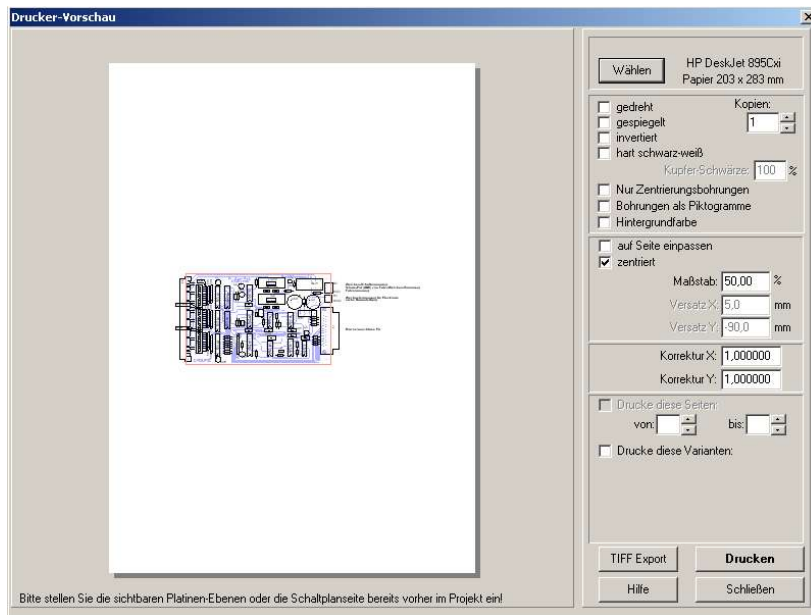 Drucker-Vorschau
Wählen
HP DeskJet 895Cxi
Papier 203 x 283 mm
gedreht
Kopien:
gespiegelt
1
invertiert
hart schwarz-weiß
Kupfer-Schwärze: 100 %
Nur Zentrierungsbohrungen
Bohrungen als Piktogramme
Hintergrundfarbe
auf Seite einpassen
zentriert
Maßstab: 50,00 %
Versatz X: 5,0 mm
Versatz Y: -90,0 mm
Korrektur X: 1,000000
Korrektur Y: 1,000000
Drucke diese Seiten:
von: bis:
Drucke diese Varianten:
TIFF Export
Drucken
Hilfe
Schließen
Bitte stellen Sie die sichtbaren Platinen-Ebenen oder die Schaltplanseite bereits vorher im Projekt ein!